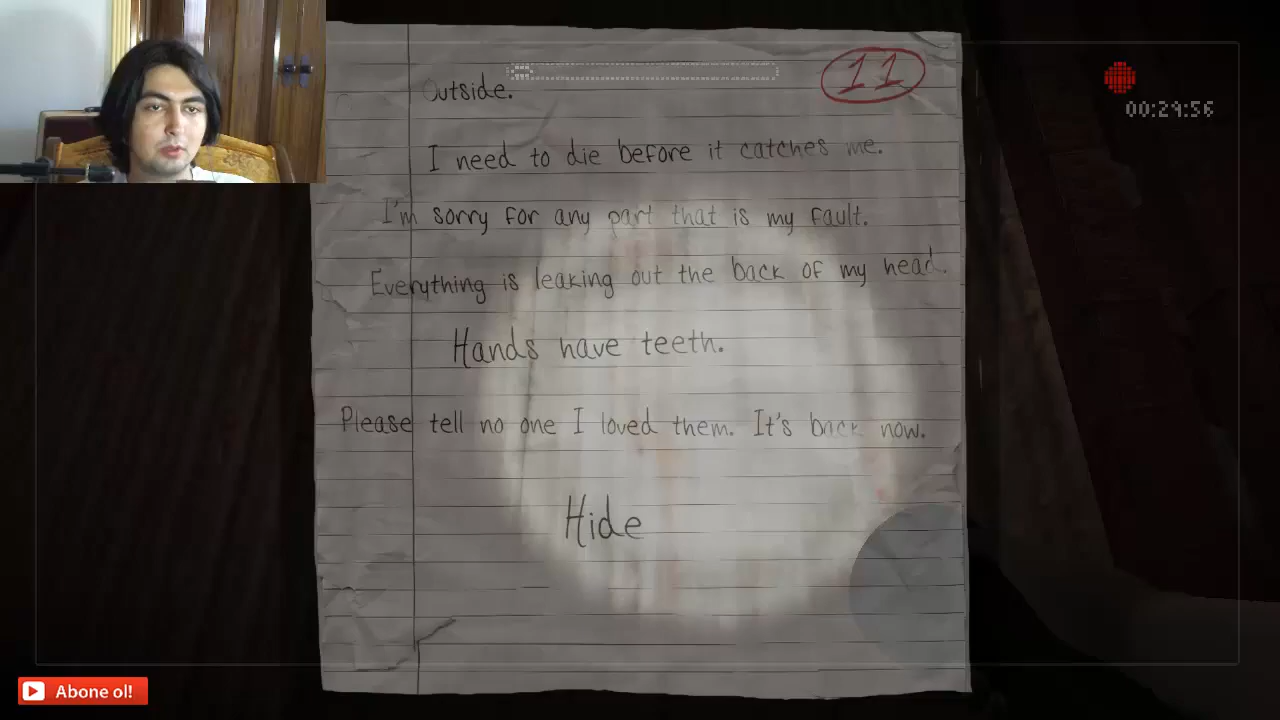 11
Outside.
00:29:56
I need to die before it catches me.
I'm sorry for any part that is my fault.
Everything is leaking out the back of my head.
Hands have teeth.
Please tell no one I loved them. It's back now.
Hide
Abone ol!